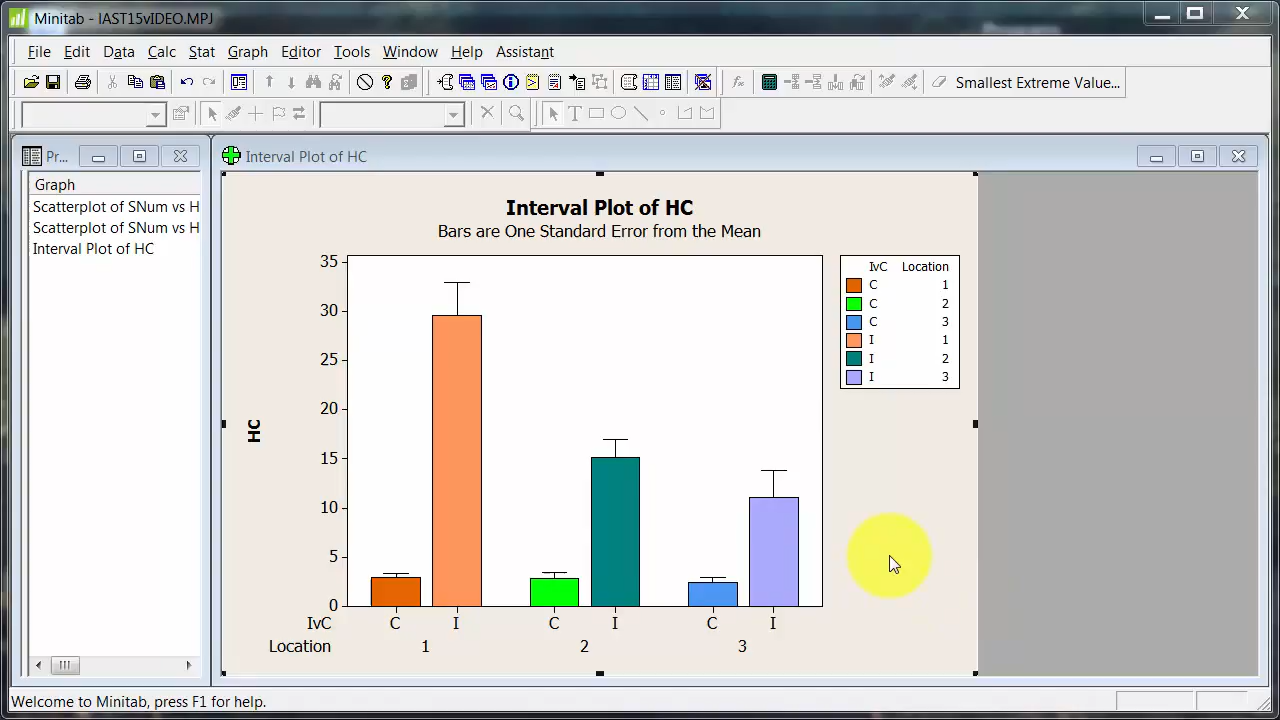 Minitab - IAST15vIDEO.MPJ
File Edit Data Calc Stat Graph Editor Tools Window Help Assistant
Smallest Extreme Value...
Pr...
Interval Plot of HC
Graph
Scatterplot of SNum vs H
Scatterplot of SNum vs H
Interval Plot of HC
Interval Plot of HC
Bars are One Standard Error from the Mean
35
30
25
20
15
10
5
0
HC
IvC C I C I C I
Location 1 2 3
IvC Location
C 1
C 2
C 3
I 1
I 2
I 3
Welcome to Minitab, press F1 for help.